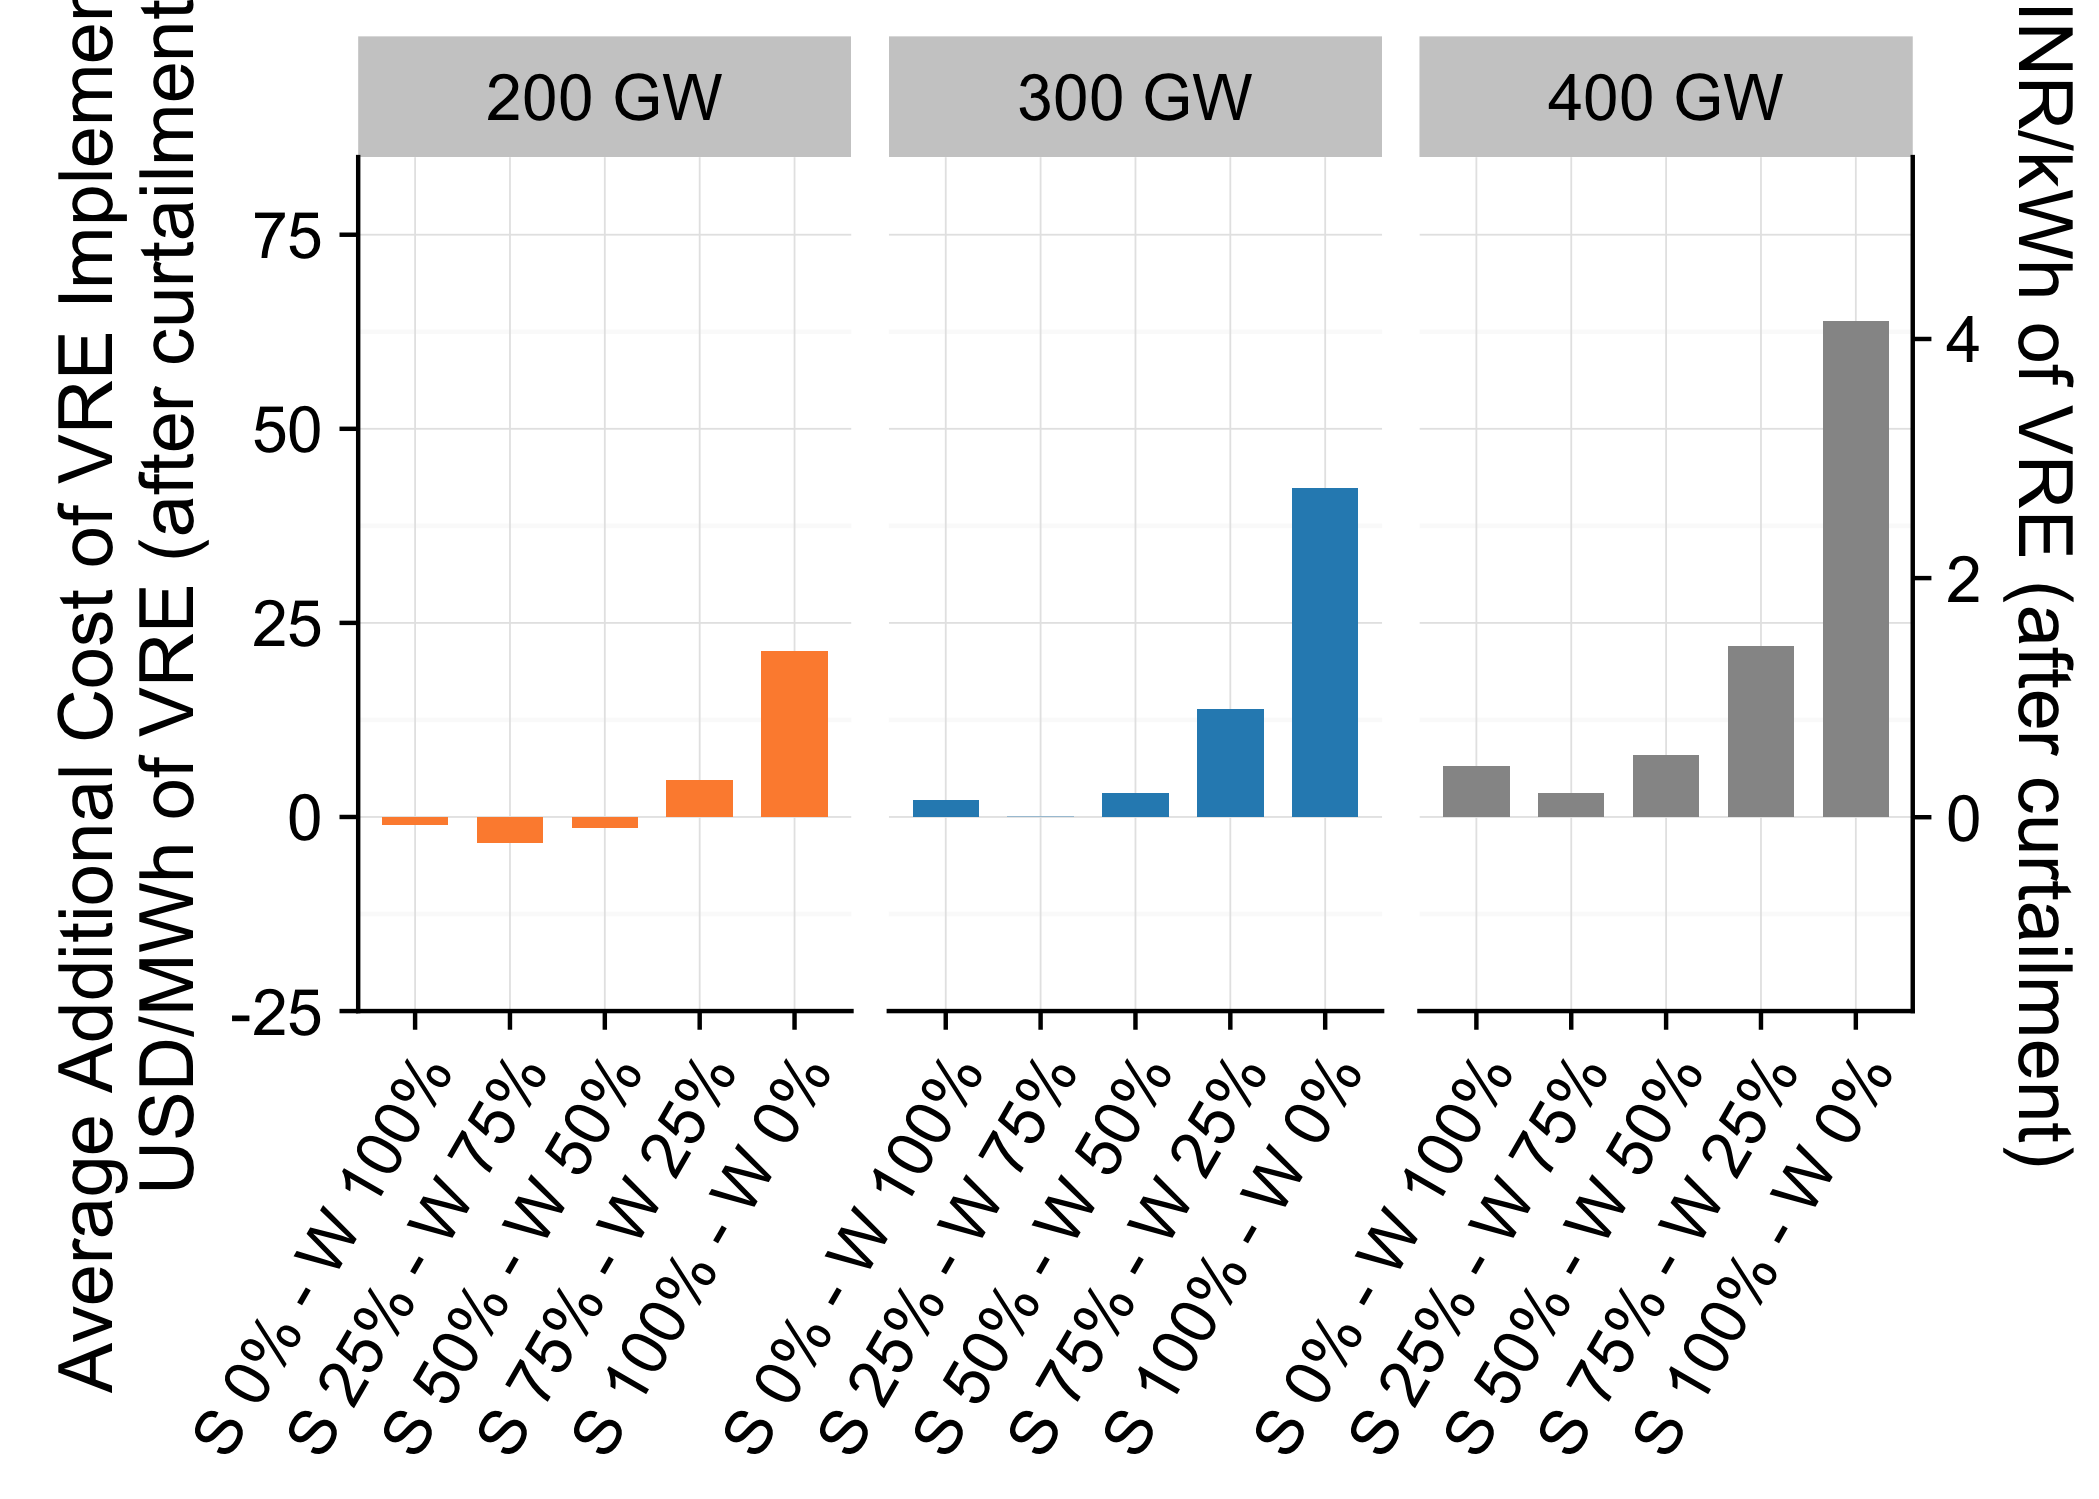 Average Additional Cost of VRE
USD/MWh of VRE (after curtailment
200 GW
300 GW
400 GW
75
50
25
0
-25
4
2
0
INR/kWh of VRE (after curtailment)
S 0% - W 100%
S 25% - W 75%
S 50% - W 50%
S 75% - W 25%
S 100% - W 0%
S 0% - W 100%
S 25% - W 75%
S 50% - W 50%
S 75% - W 25%
S 100% - W 0%
S 0% - W 100%
S 25% - W 75%
S 50% - W 50%
S 75% - W 25%
S 100% - W 0%